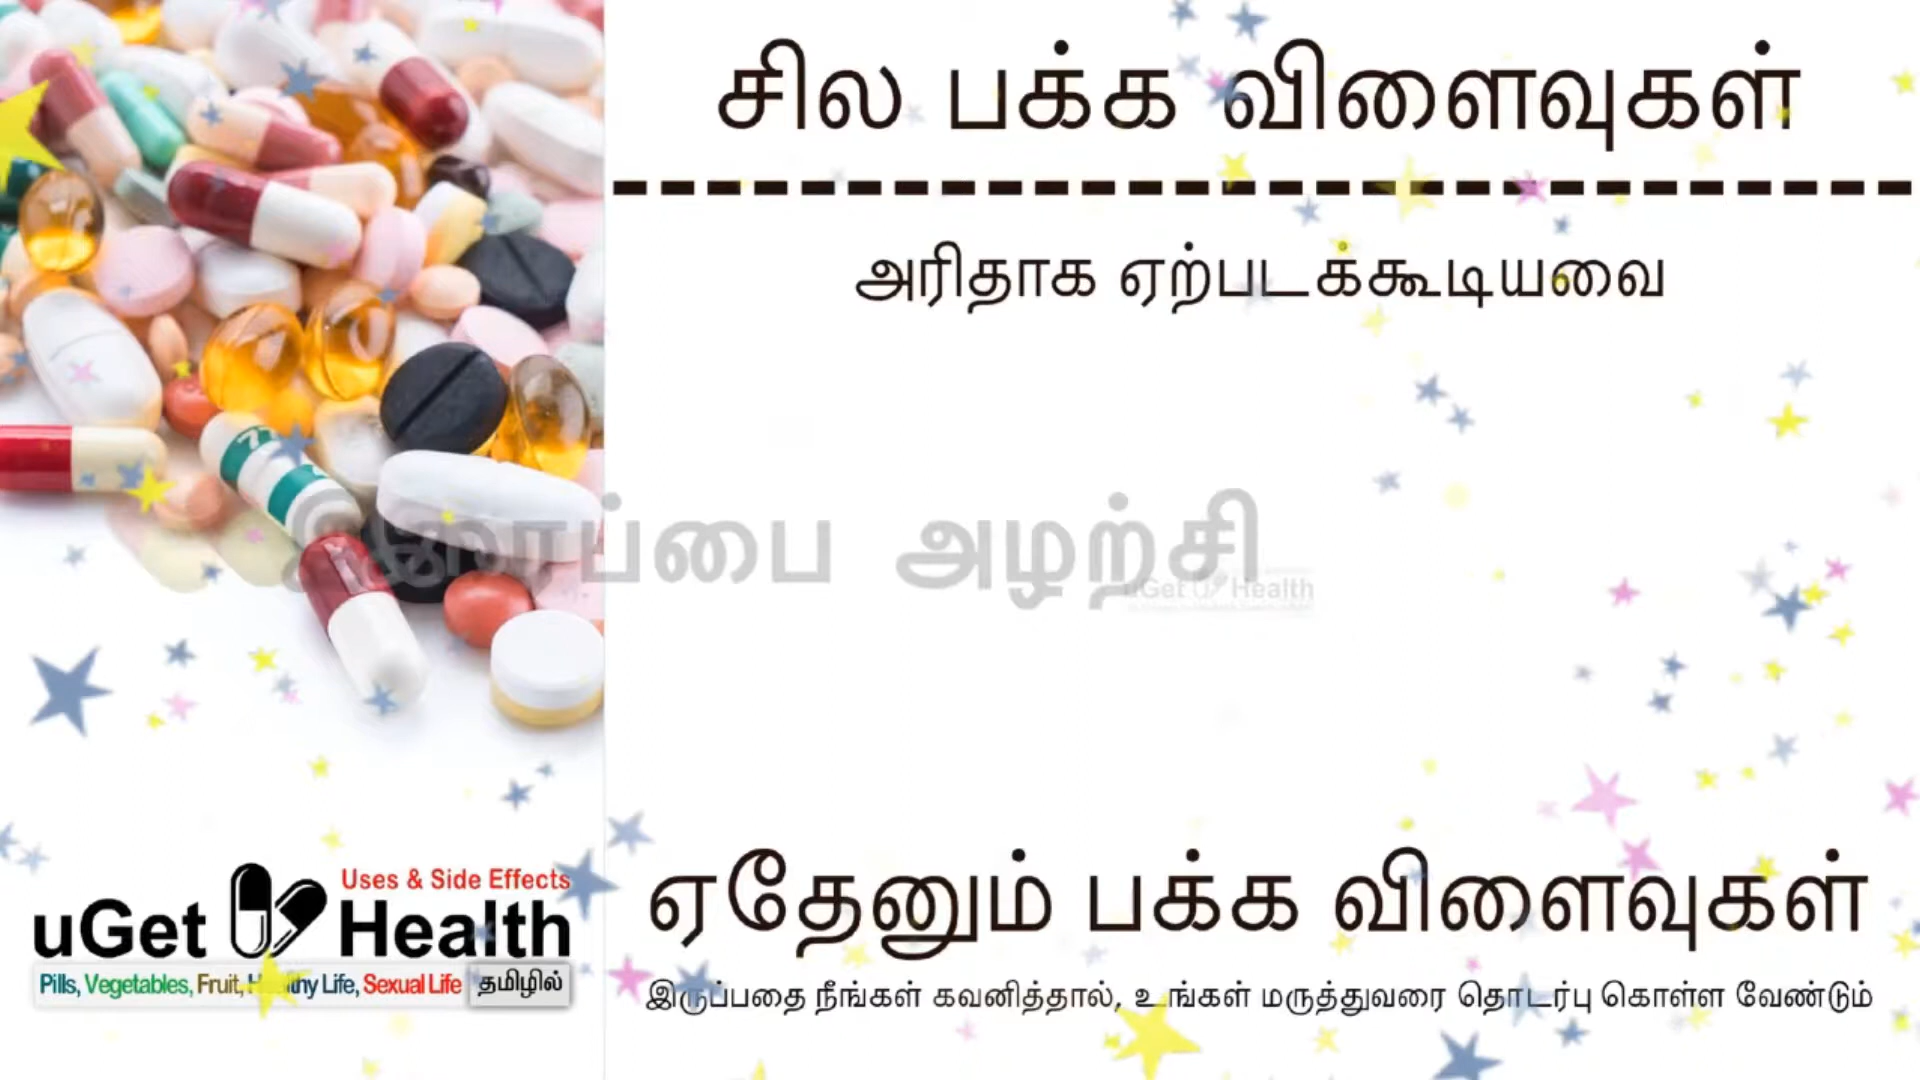 சில பக்க விளைவுகள்
அரிதாக ஏற்படக்கூடியவை
இரைப்பை அழற்சி
uGet Health
Uses & Side Effects
uGet Health
Pills, Vegetables, Fruit, Healthy Life, Sexual Life தமிழில்
ஏதேனும் பக்க விளைவுகள்
இருப்பதை நீங்கள் கவனித்தால், உங்கள் மருத்துவரை தொடர்பு கொள்ள வேண்டும்